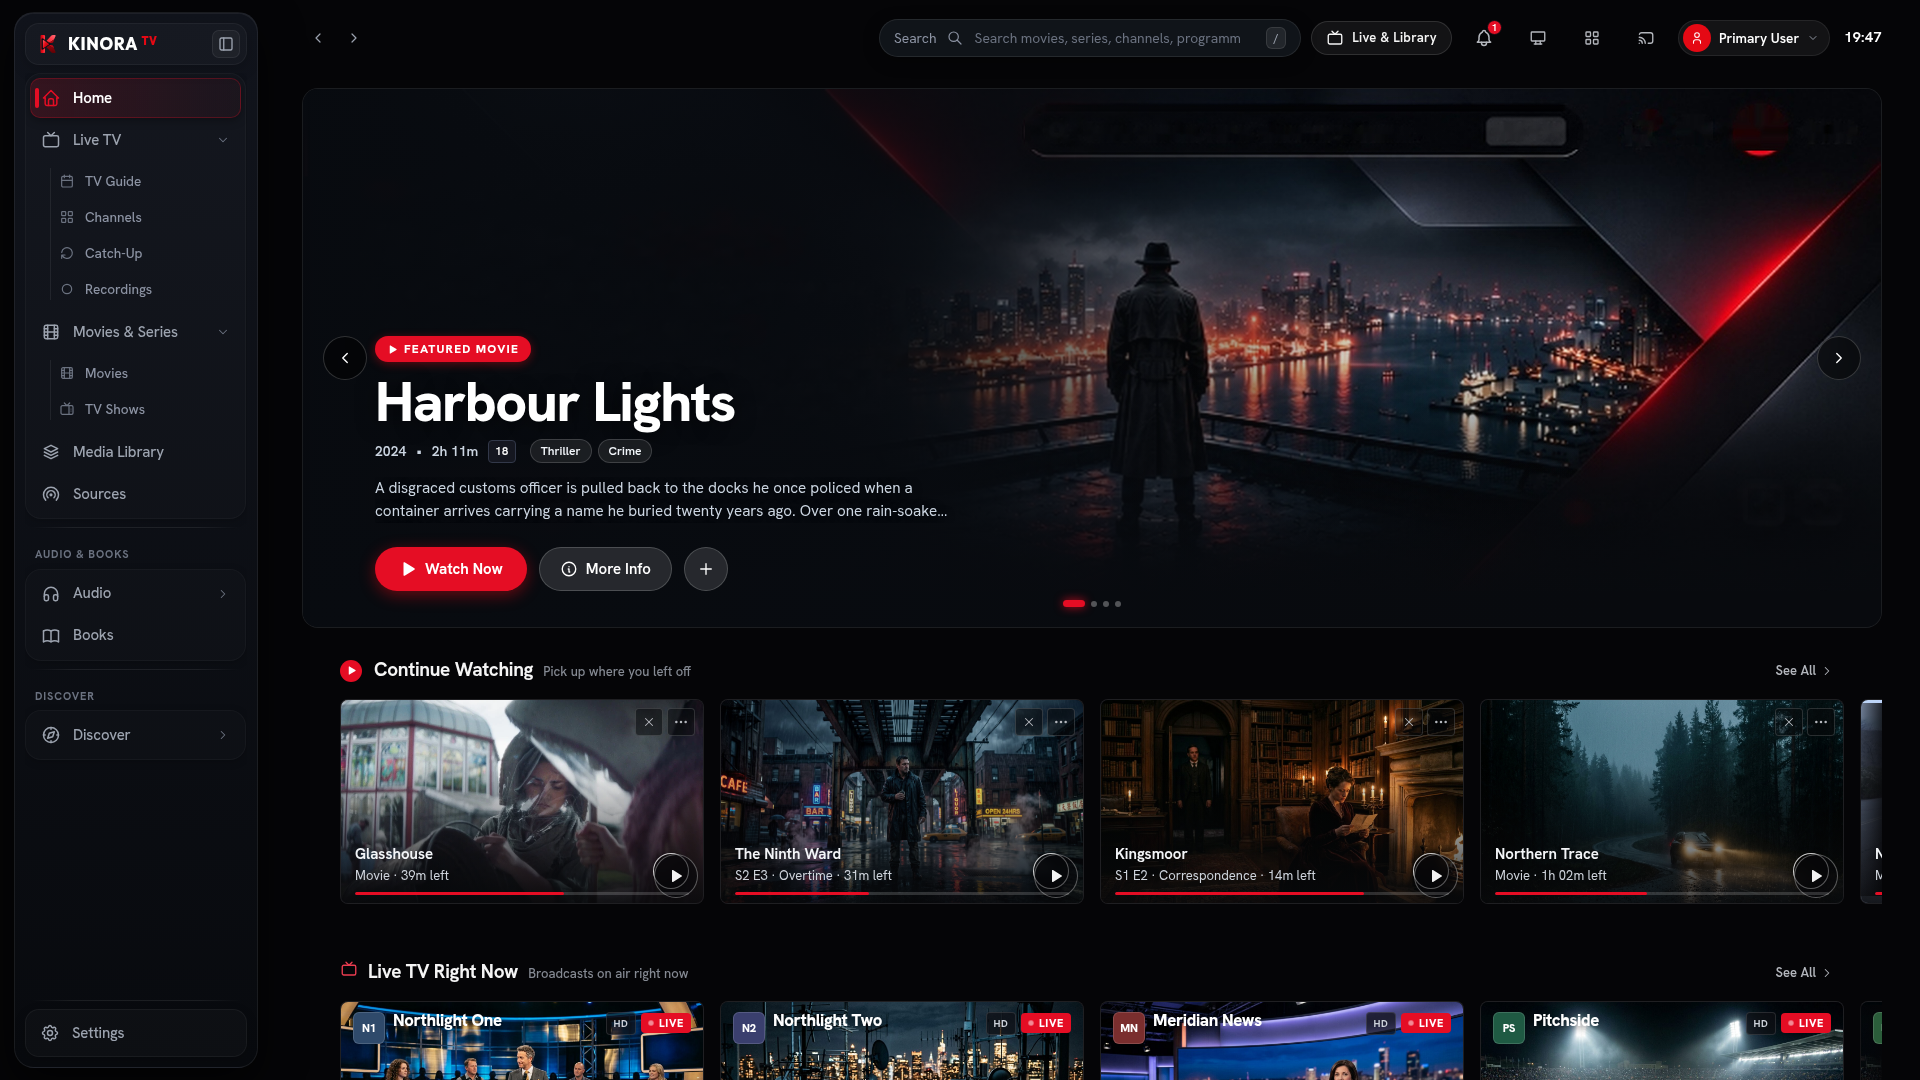 KINORA TV
Home
Live TV
TV Guide
Channels
Catch-Up
Recordings
Movies & Series
Movies
TV Shows
Media Library
Sources
AUDIO & BOOKS
Audio
Books
DISCOVER
Discover
Settings
Search Search movies, series, channels, programm /
Live & Library
1
Primary User
19:47
FEATURED MOVIE
Harbour Lights
2024 • 2h 11m 18 Thriller Crime
A disgraced customs officer is pulled back to the docks he once policed when a
container arrives carrying a name he buried twenty years ago. Over one rain-soake...
Watch Now
More Info
Continue Watching Pick up where you left off
See All
Glasshouse
Movie · 39m left
CAFE
BAR
BAR
OPEN 24HRS
The Ninth Ward
S2 E3 · Overtime · 31m left
Kingsmoor
S1 E2 · Correspondence · 14m left
Northern Trace
Movie · 1h 02m left
Live TV Right Now Broadcasts on air right now
See All
N1 Northlight One HD LIVE
N2 Northlight Two HD LIVE
MN Meridian News HD LIVE
PS Pitchside HD LIVE